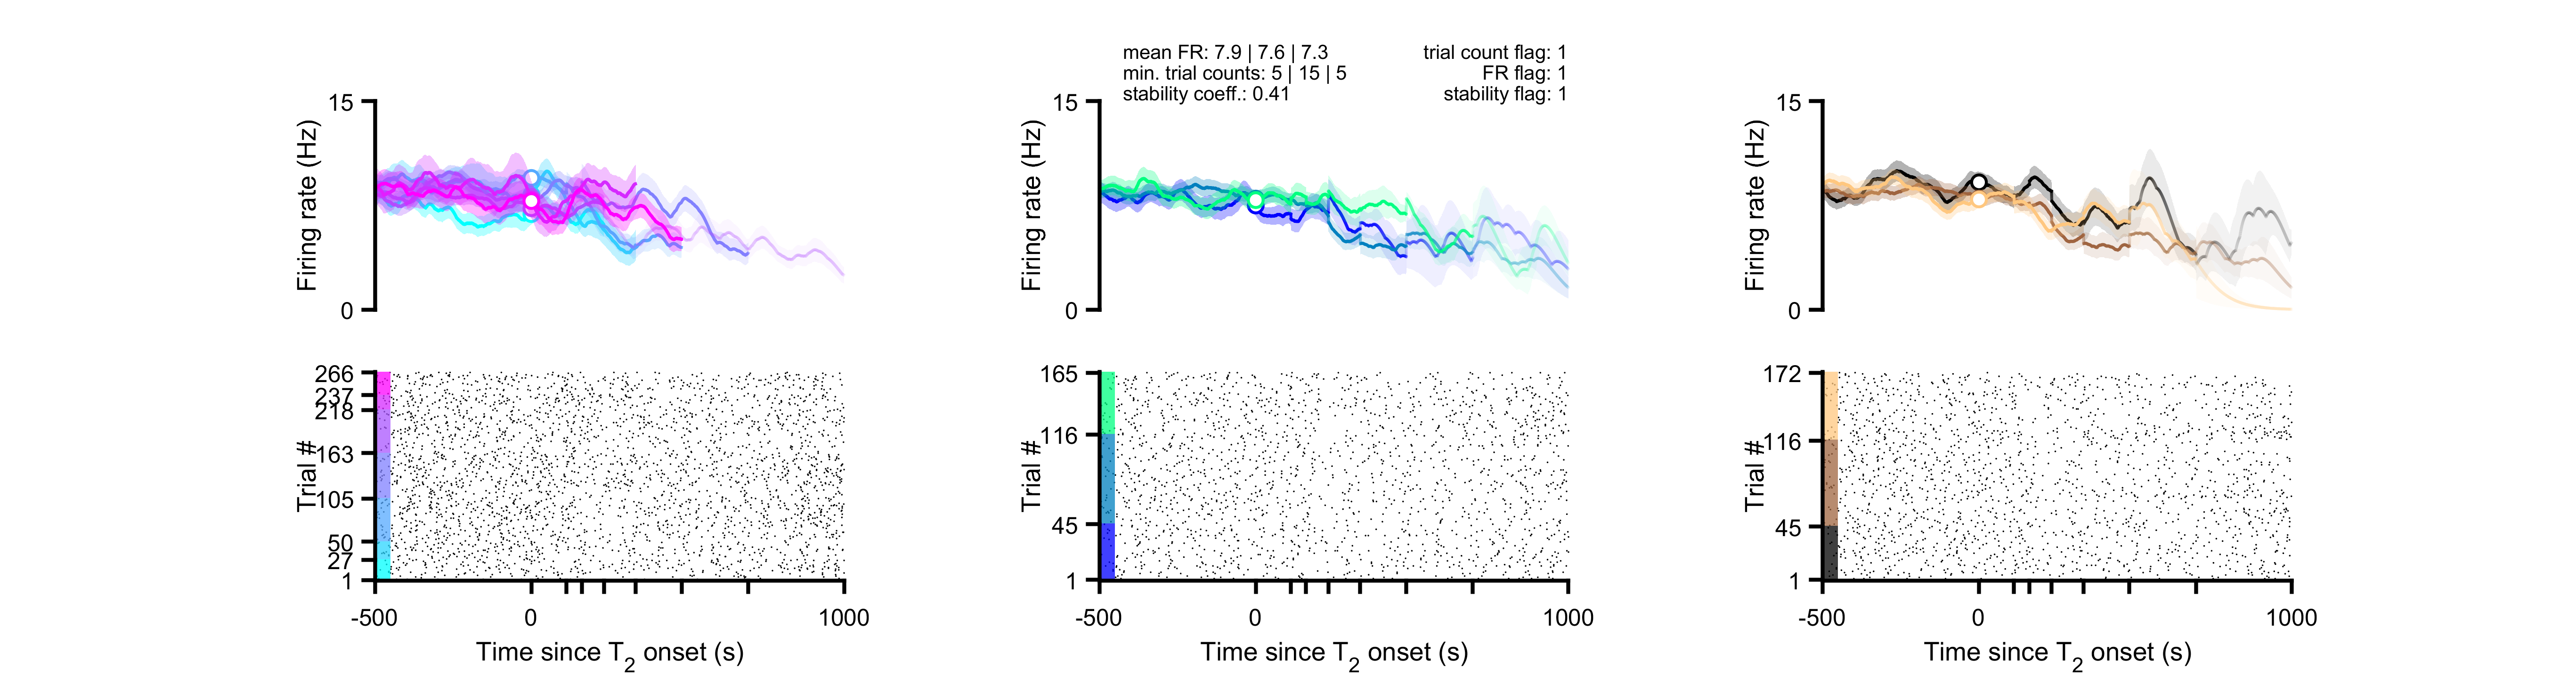 mean FR: 7.9 | 7.6 | 7.3
min. trial counts: 5 | 15 | 5
stability coeff.: 0.41
trial count flag: 1
FR flag: 1
stability flag: 1
15
Firing rate (Hz)
0
266
237
218
163
105
50
27
1
Trial #
-500
0
1000
Time since T2 onset (s)
15
Firing rate (Hz)
0
165
116
45
1
Trial #
-500
0
1000
Time since T2 onset (s)
15
Firing rate (Hz)
0
172
116
45
1
Trial #
-500
0
1000
Time since T2 onset (s)